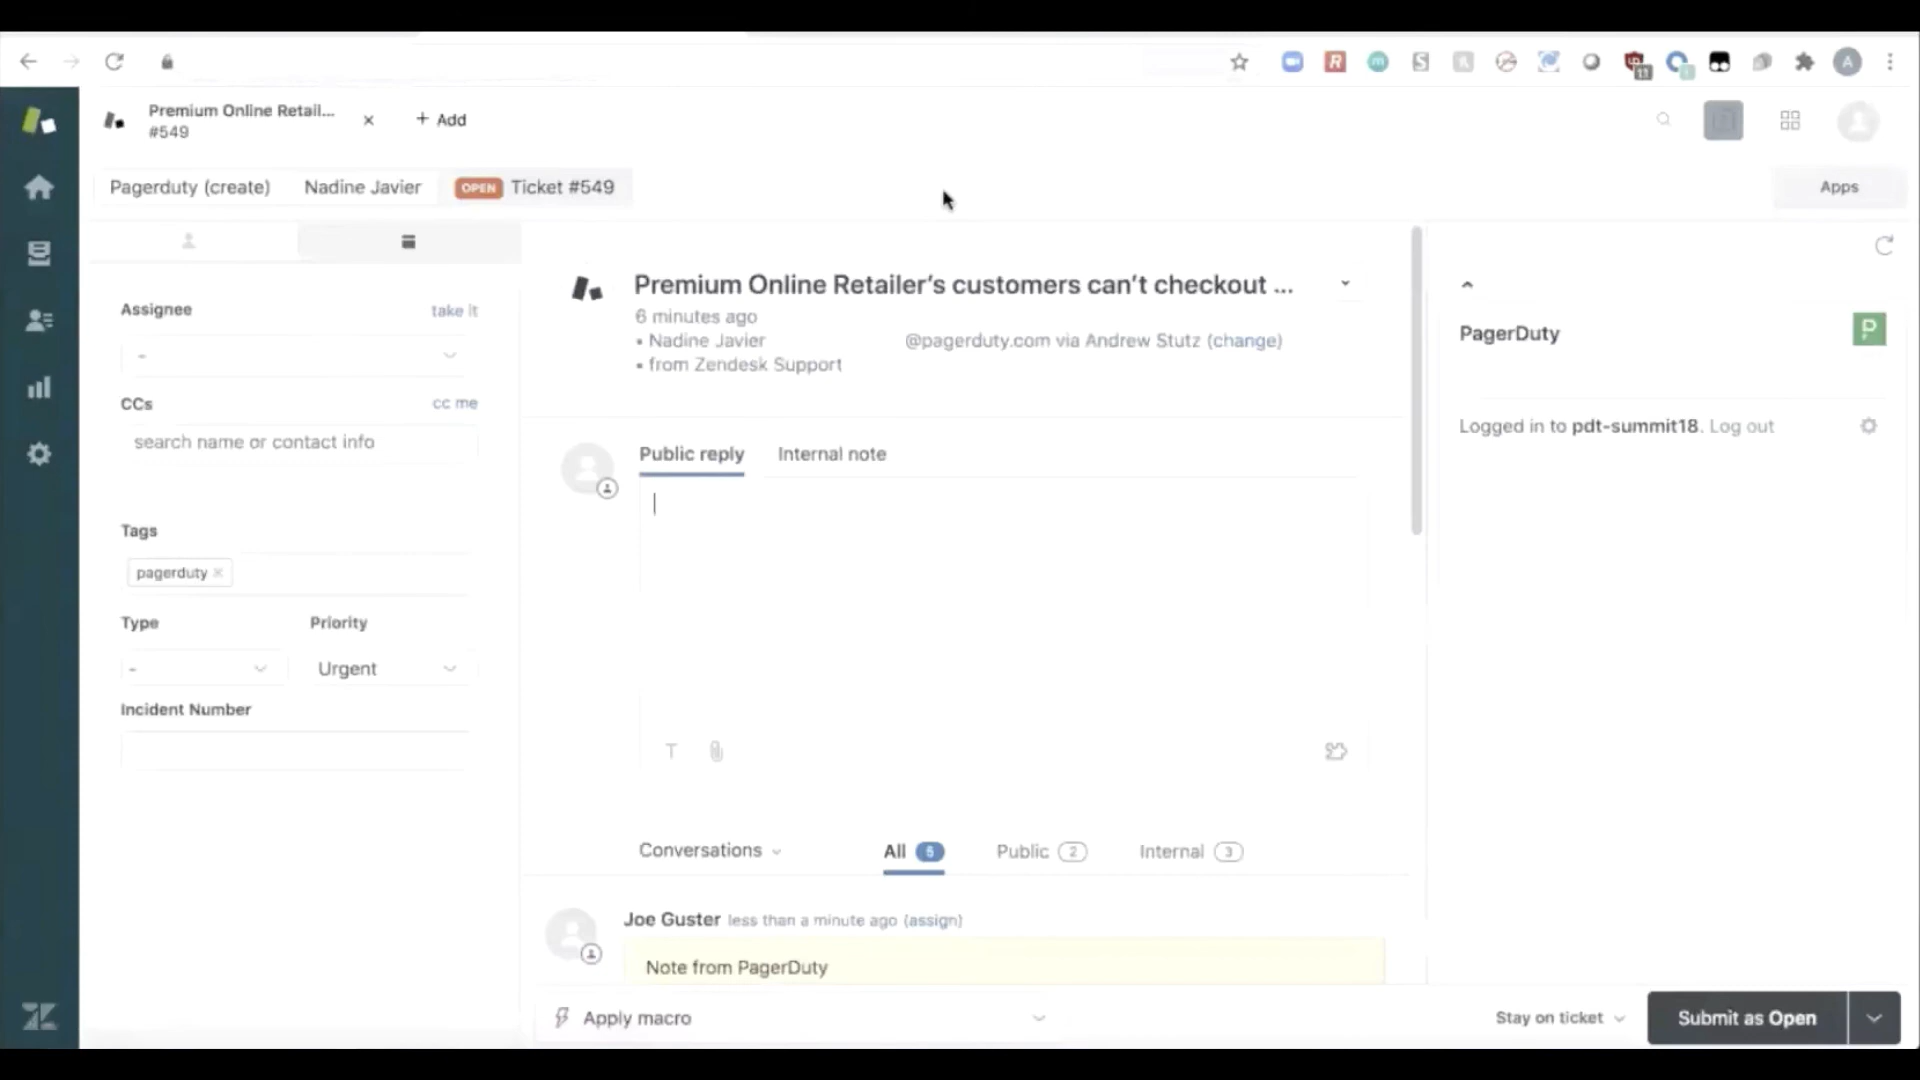 Premium Online Retail...
#549
+ Add
Pagerduty (create)
Nadine Javier
OPEN Ticket #549
Apps
Assignee
take it
-
CCs
cc me
search name or contact info
Tags
pagerduty
Type
Priority
-
Urgent
Incident Number
Premium Online Retailer's customers can't checkout ...
6 minutes ago
• Nadine Javier @pagerduty.com via Andrew Stutz (change)
• from Zendesk Support
Public reply
Internal note
T
Conversations
All 5
Public 2
Internal 3
Joe Guster less than a minute ago (assign)
Note from PagerDuty
Apply macro
Stay on ticket
Submit as Open
PagerDuty
P
Logged in to pdt-summit18. Log out
A
R
m
S
11